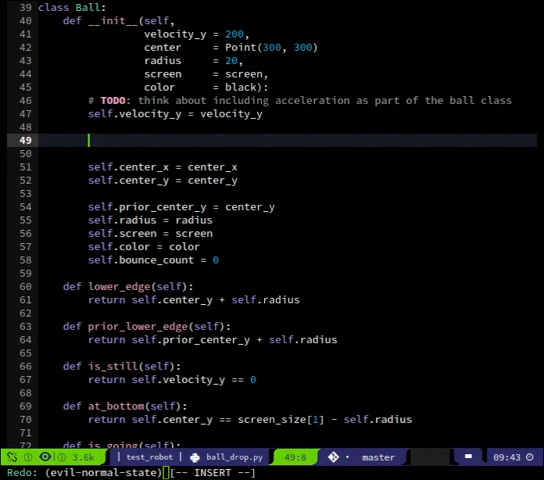 39 class Ball:
40     def __init__(self,
41                  velocity_y = 200,
42                  center     = Point(300, 300)
43                  radius     = 20,
44                  screen     = screen,
45                  color      = black):
46         # TODO: think about including acceleration as part of the ball class
47         self.velocity_y = velocity_y
48
49
50
51         self.center_x = center_x
52         self.center_y = center_y
53
54         self.prior_center_y = center_y
55         self.radius = radius
56         self.screen = screen
57         self.color = color
58         self.bounce_count = 0
59
60     def lower_edge(self):
61         return self.center_y + self.radius
62
63     def prior_lower_edge(self):
64         return self.prior_center_y + self.radius
65
66     def is_still(self):
67         return self.velocity_y == 0
68
69     def at_bottom(self):
70         return self.center_y == screen_size[1] - self.radius
71
72     def is_going(self):
① ① 3.6k | test_robot ball_drop.py 49:8 master 09:43
Redo: (evil-normal-state) [-- INSERT --]